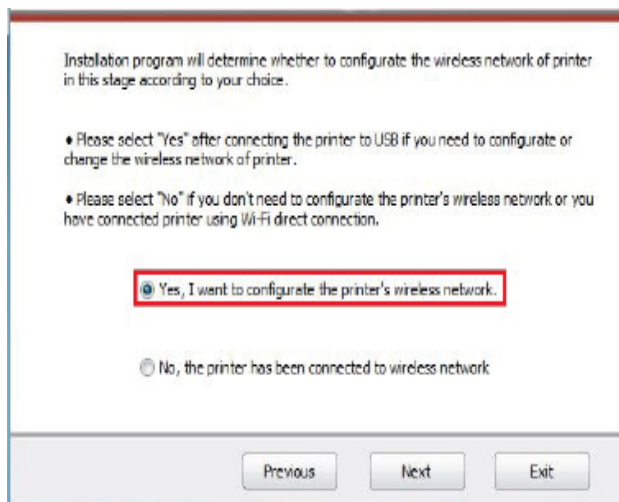 Installation program will determine whether to configurate the wireless network of printer
in this stage according to your choice.
♦ Please select "Yes" after connecting the printer to USB if you need to configurate or
change the wireless network of printer.
♦ Please select "No" if you don't need to configurate the printer's wireless network or you
have connected printer using Wi-Fi direct connection.
Yes, I want to configurate the printer's wireless network.
No, the printer has been connected to wireless network
Previous Next Exit